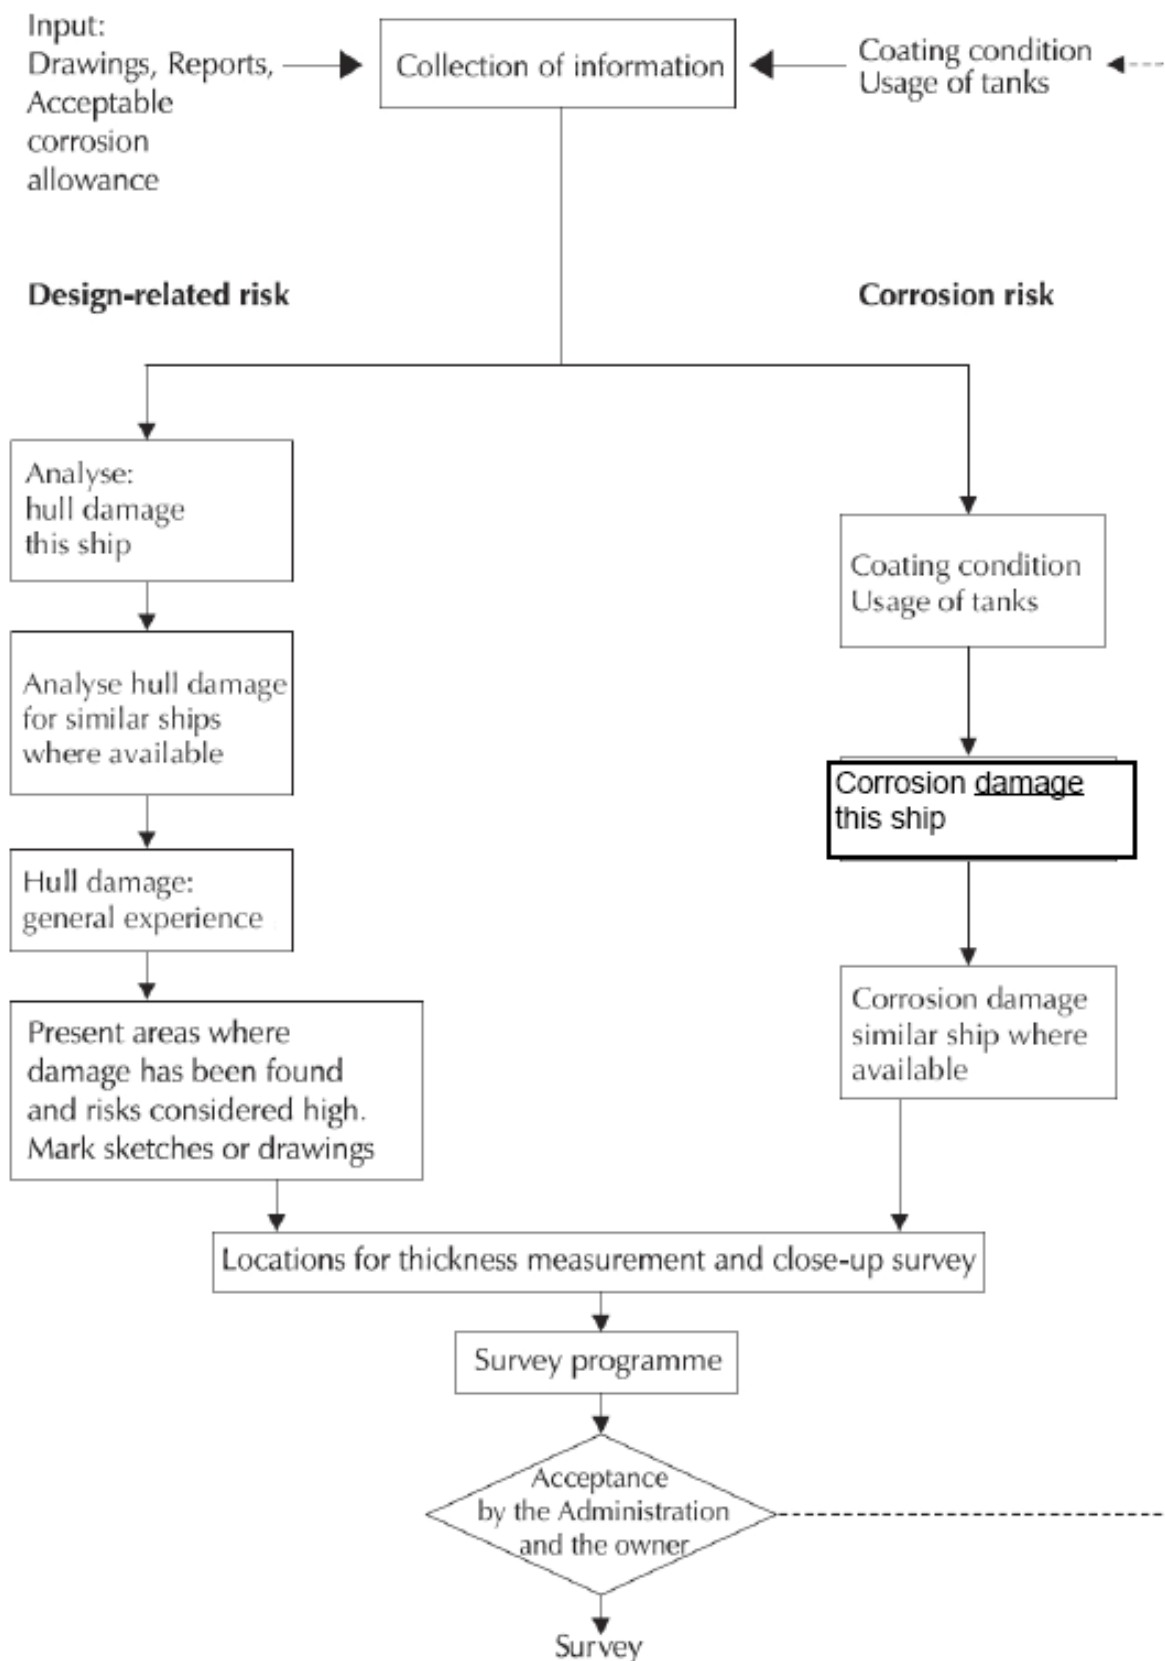 Input:
Drawings, Reports,
Acceptable
corrosion
allowance
Collection of information
Coating condition
Usage of tanks
Design-related risk
Corrosion risk
Analyse:
hull damage
this ship
Analyse hull damage
for similar ships
where available
Hull damage:
general experience
Present areas where
damage has been found
and risks considered high.
Mark sketches or drawings
Coating condition
Usage of tanks
Corrosion damage
this ship
Corrosion damage
similar ship where
available
Locations for thickness measurement and close-up survey
Survey programme
Acceptance
by the Administration
and the owner
Survey